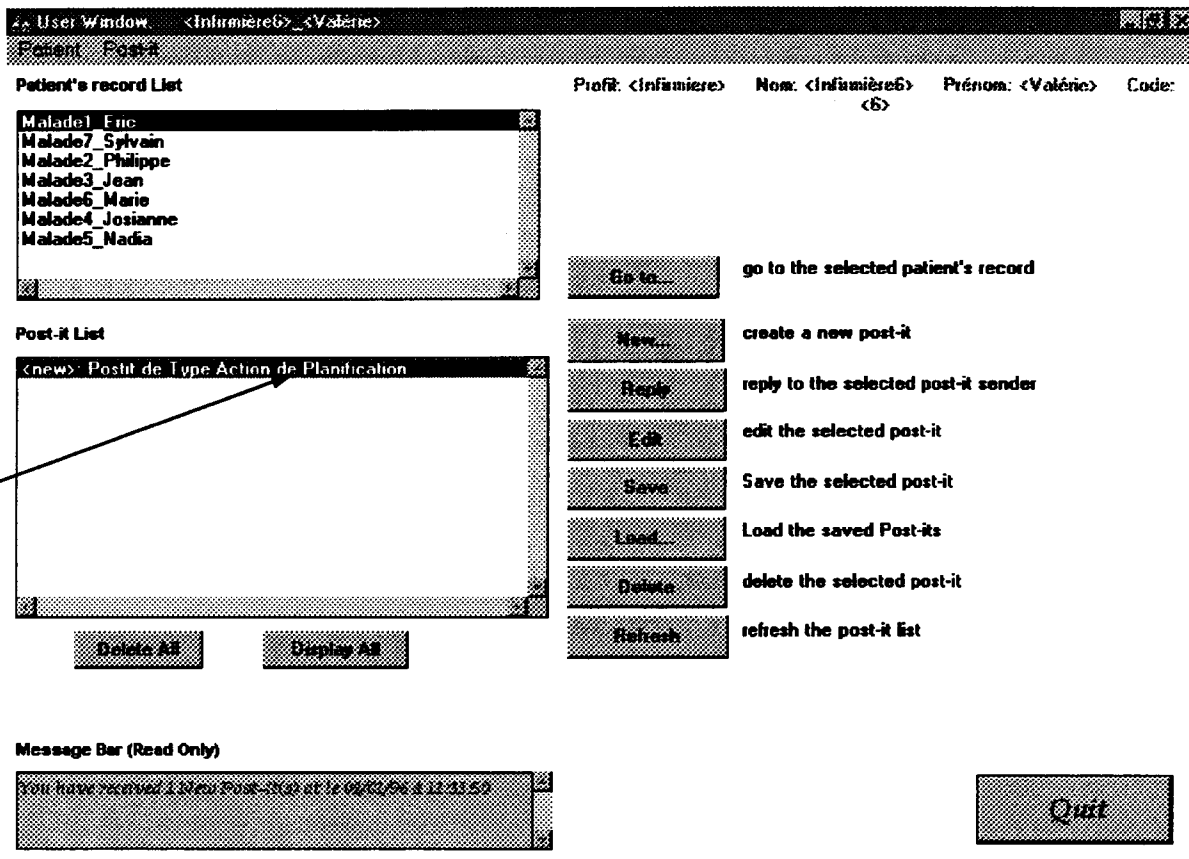 User Window: <Infirmière6>_<Valérie>
Patient Post-it
Patient's record List
Profit: <Infirmiere> Nom: <Infirmière6> Prénom: <Valérie> Code:
<6>
Malade1_Eric
Malade7_Sylvain
Malade2_Philippe
Malade3_Jean
Malade6_Marie
Malade4_Josianne
Malade5_Nadia
Go to... go to the selected patient's record
Post-it List
<new>: Postit de Type Action de Planification
New... create a new post-it
Reply reply to the selected post-it sender
Edit edit the selected post-it
Save Save the selected post-it
Load... Load the saved Post-its
Delete delete the selected post-it
Refresh refresh the post-it list
Delete All Display All
Message Bar (Read Only)
You have received 1 New Post-it(s) at le
Quit